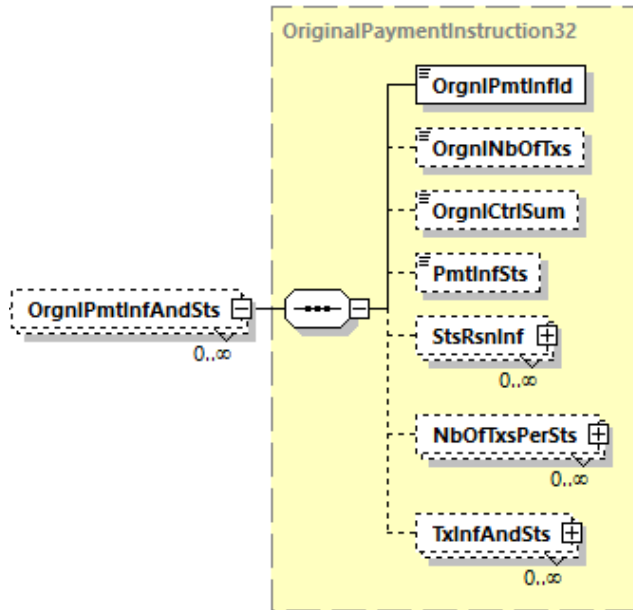 OriginalPaymentInstruction32
OrgnlPmtInfId
OrgnlNbOfTxs
OrgnlCtrlSum
PmtInfSts
OrgnlPmtInfAndSts
0..∞
StsRsnInf
0..∞
NbOfTxsPerSts
0..∞
TxInfAndSts
0..∞